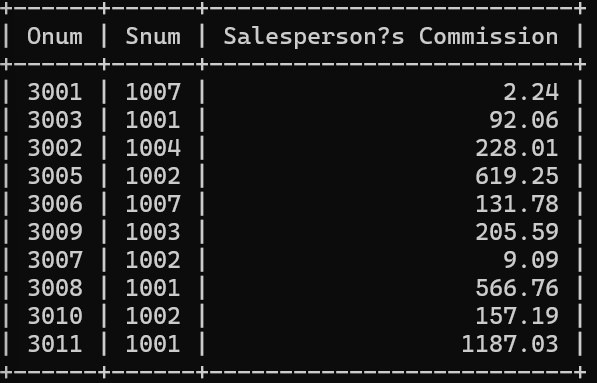 +------+------+--------------------------+
| Onum | Snum | Salesperson?s Commission |
+------+------+--------------------------+
| 3001 | 1007 |                     2.24 |
| 3003 | 1001 |                    92.06 |
| 3002 | 1004 |                   228.01 |
| 3005 | 1002 |                   619.25 |
| 3006 | 1007 |                   131.78 |
| 3009 | 1003 |                   205.59 |
| 3007 | 1002 |                     9.09 |
| 3008 | 1001 |                   566.76 |
| 3010 | 1002 |                   157.19 |
| 3011 | 1001 |                  1187.03 |
+------+------+--------------------------+